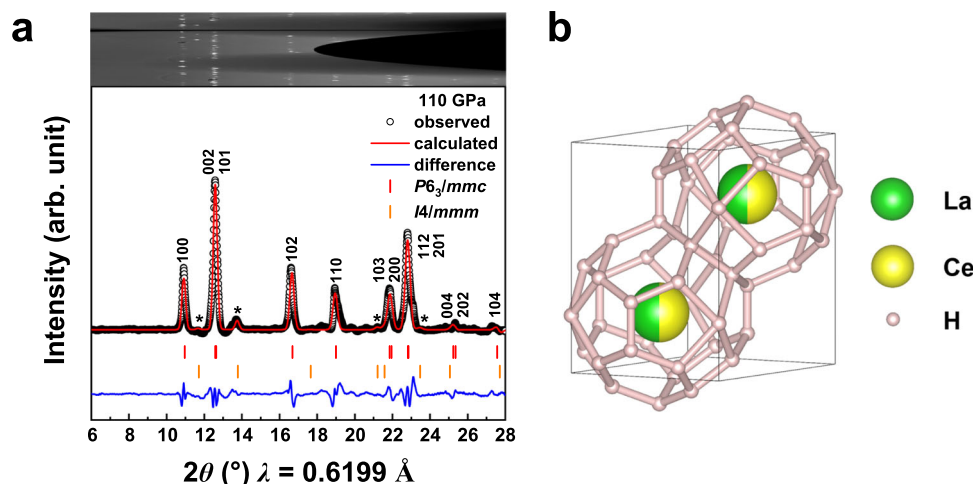 a
b
110 GPa
observed
calculated
difference
P6₃/mmc
I4/mmm
100
002
101
*
*
102
110
103
*
200
112
201
*
004
202
104
Intensity (arb. unit)
6 8 10 12 14 16 18 20 22 24 26 28
2θ (°) λ = 0.6199 Å
La
Ce
H